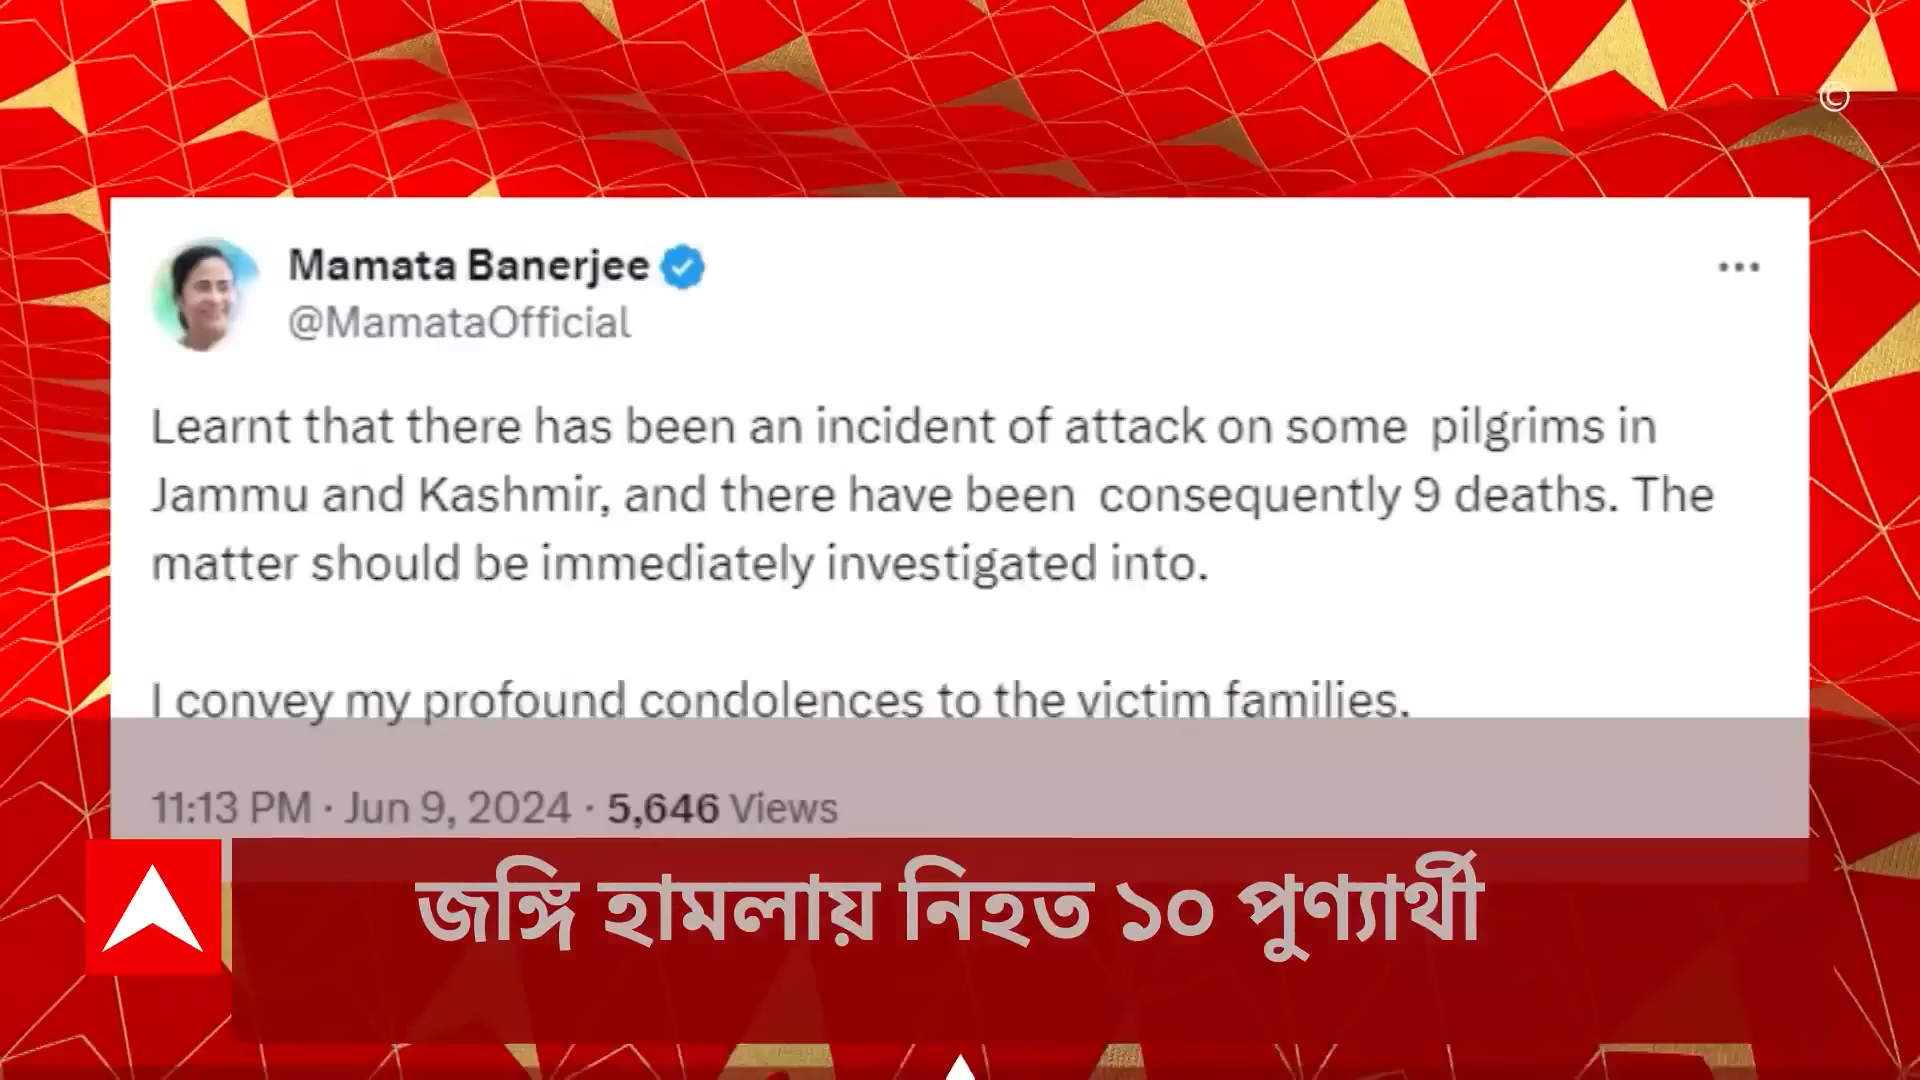 ©
Mamata Banerjee
@MamataOfficial
Learnt that there has been an incident of attack on some pilgrims in
Jammu and Kashmir, and there have been consequently 9 deaths. The
matter should be immediately investigated into.
I convey my profound condolences to the victim families.
11:13 PM · Jun 9, 2024 · 5,646 Views
জঙ্গি হামলায় নিহত ১০ পুণ্যার্থী